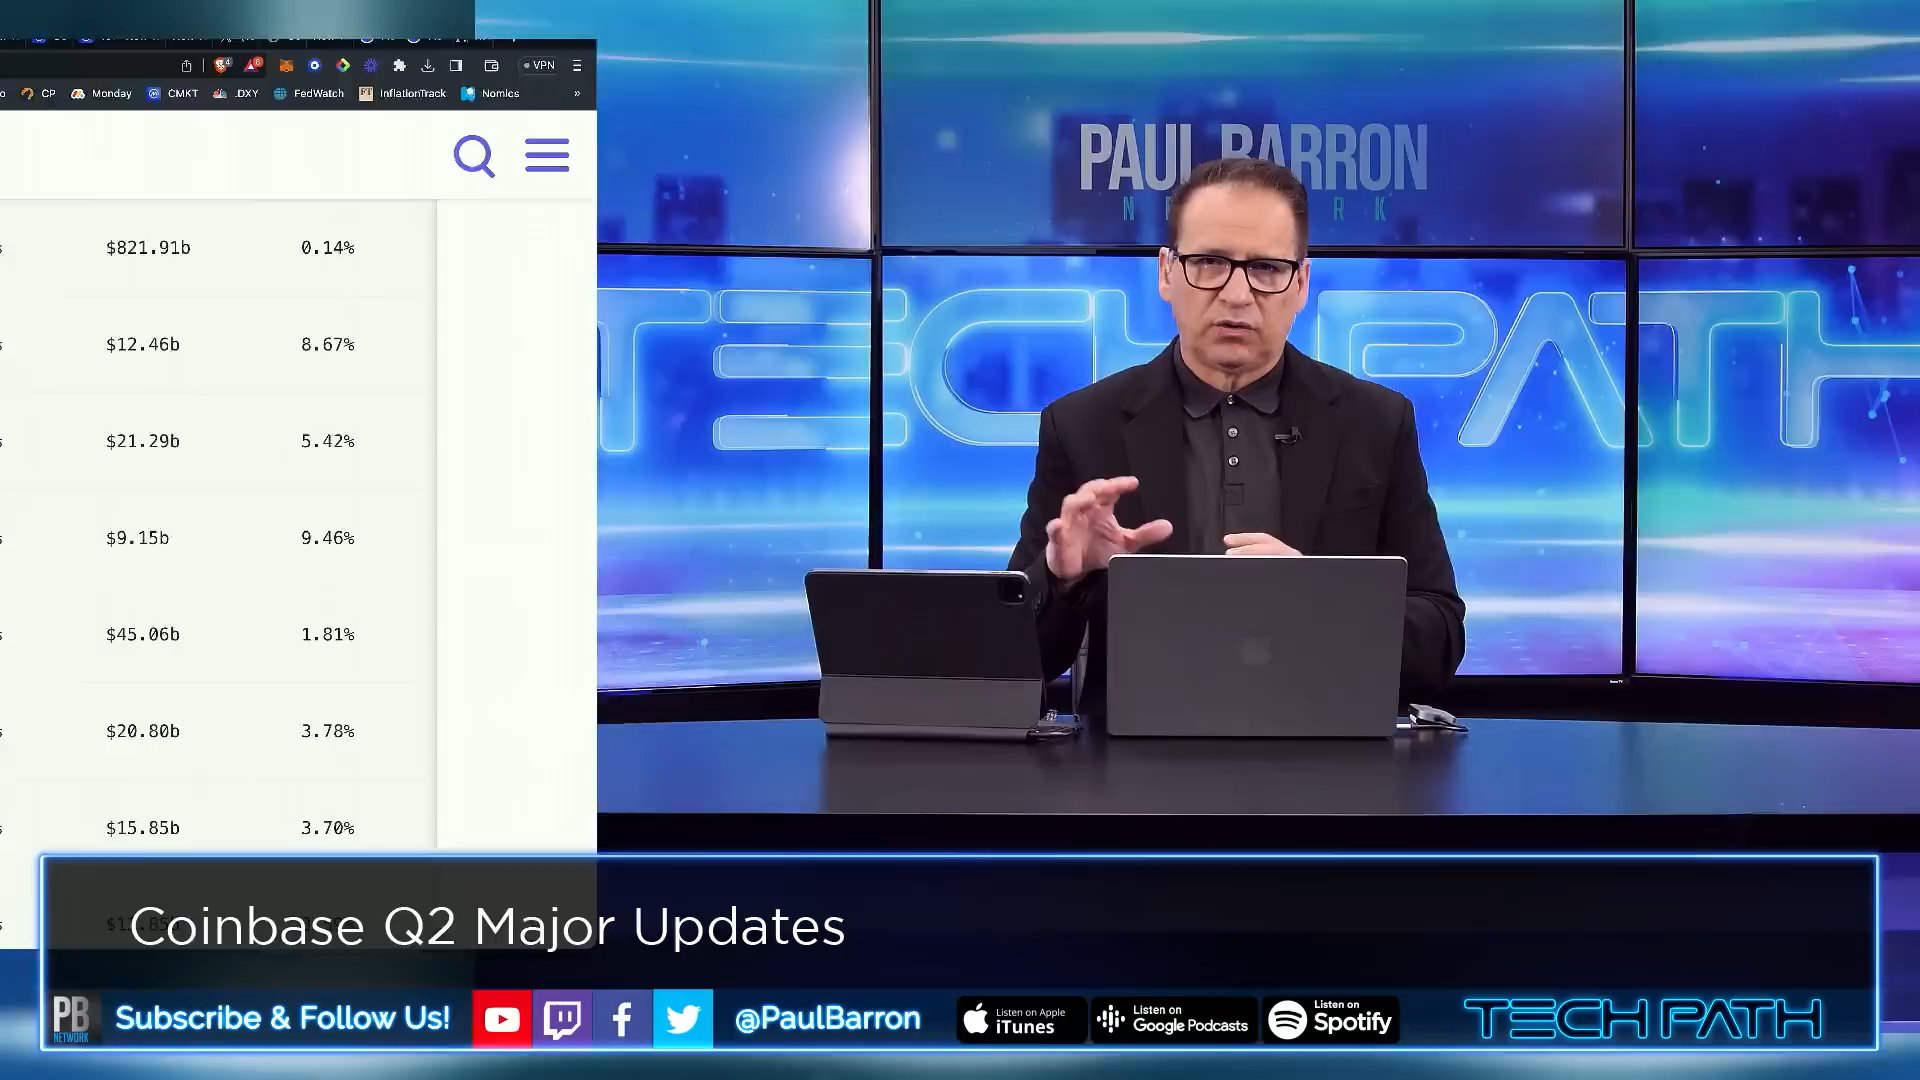 VPN
CP Monday CMKT .DXY FedWatch InflationTrack Nomics »
$821.91b 0.14%
$12.46b 8.67%
$21.29b 5.42%
$9.15b 9.46%
$45.06b 1.81%
$20.80b 3.78%
$15.85b 3.70%
PAUL BARRON
TECH PATH
Coinbase Q2 Major Updates
PB
NETWORK
Subscribe & Follow Us!
@PaulBarron
Listen on Apple
iTunes
Listen on
Google Podcasts
Listen on
Spotify
TECH PATH